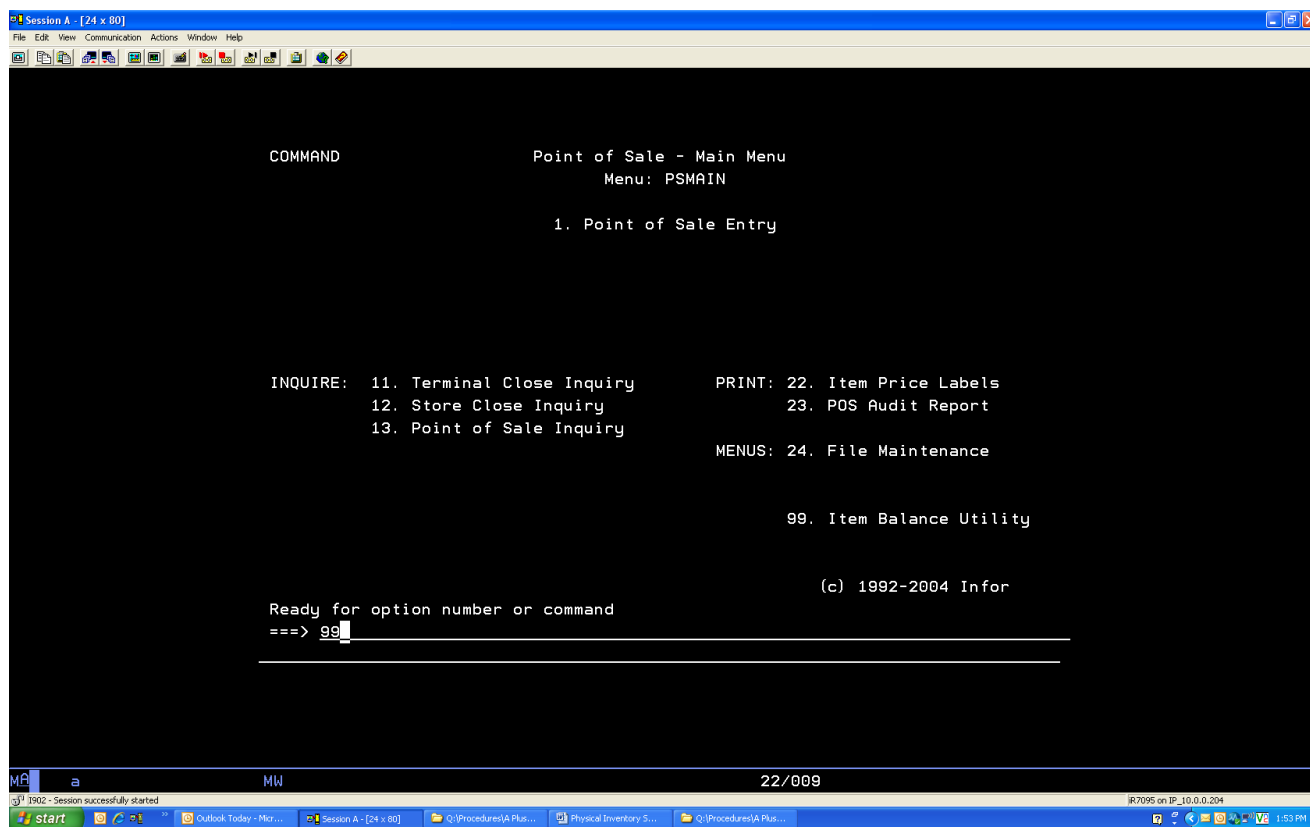 Session A - [24 x 80]
File Edit View Communication Actions Window Help
COMMAND Point of Sale - Main Menu
Menu: PSMAIN
1. Point of Sale Entry
INQUIRE: 11. Terminal Close Inquiry PRINT: 22. Item Price Labels
12. Store Close Inquiry 23. POS Audit Report
13. Point of Sale Inquiry
MENUS: 24. File Maintenance
99. Item Balance Utility
(c) 1992-2004 Infor
Ready for option number or command
===> 99
MA a MW 22/009
I902 - Session successfully started iR7095 on IP_10.0.0.204
start Outlook Today - Micr... Session A - [24 x 80] Q:\Procedures\A Plus... Physical Inventory S... Q:\Procedures\A Plus... 1:53 PM